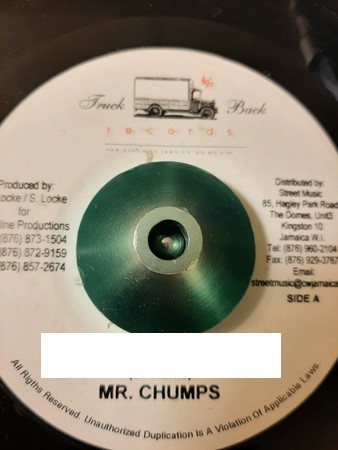 Truck Back
records
Produced by:
ocke / S. Locke
for
line Productions
(876) 873-1504
(876) 872-9159
(876) 857-2674
Distributed by:
Street Music
85, Hagley Park Road
The Domes, Unit3
Kingston 10
Jamaica W.I.
Tel: (876) 960-2104
Fax: (876) 929-3767
Email:
streetmusic@cwjamaica
SIDE A
MR. CHUMPS
All Rigths Reserved. Unauthorized Duplication Is A Violation Of Applicable Laws.